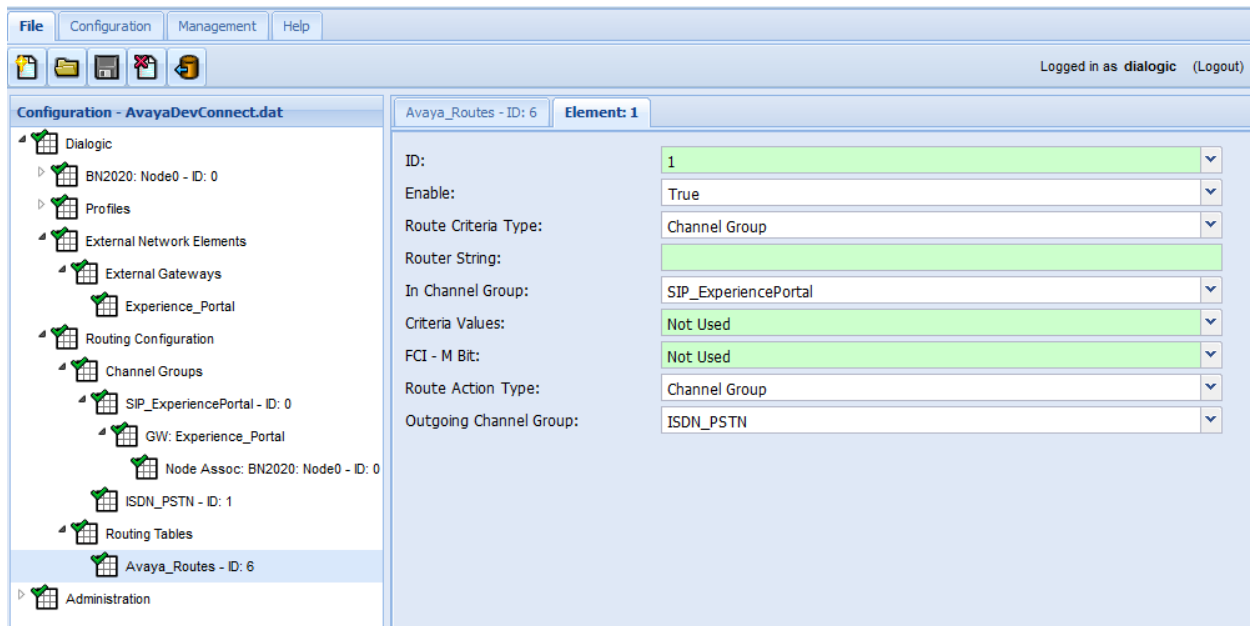 File Configuration Management Help
Logged in as dialogic (Logout)
Configuration - AvayaDevConnect.dat
Dialogic
BN2020: Node0 - ID: 0
Profiles
External Network Elements
External Gateways
Experience_Portal
Routing Configuration
Channel Groups
SIP_ExperiencePortal - ID: 0
GW: Experience_Portal
Node Assoc: BN2020: Node0 - ID: 0
ISDN_PSTN - ID: 1
Routing Tables
Avaya_Routes - ID: 6
Administration
Avaya_Routes - ID: 6 Element: 1
ID: 1
Enable: True
Route Criteria Type: Channel Group
Router String:
In Channel Group: SIP_ExperiencePortal
Criteria Values: Not Used
FCI - M Bit: Not Used
Route Action Type: Channel Group
Outgoing Channel Group: ISDN_PSTN